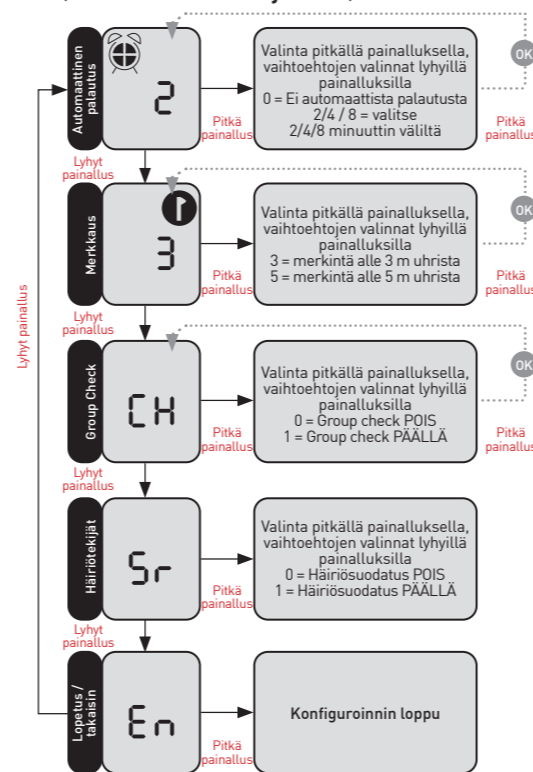 Automaattinen
palautus
2
Valinta pitkällä painalluksella,
vaihtoehtojen valinnat lyhyillä
painalluksilla
0 = Ei automaattista palautusta
2/4 / 8 = valitse
2/4/8 minuuttin väliltä
OK
Pitkä
painallus
Pitkä
painallus
Lyhyt
painallus
Merkkaus
3
Valinta pitkällä painalluksella,
vaihtoehtojen valinnat lyhyillä
painalluksilla
3 = merkintä alle 3 m uhrista
5 = merkintä alle 5 m uhrista
OK
Pitkä
painallus
Pitkä
painallus
Lyhyt
painallus
Lyhyt painallus
Group Check
CH
Valinta pitkällä painalluksella,
vaihtoehtojen valinnat lyhyillä
painalluksilla
0 = Group check POIS
1 = Group check PÄÄLLÄ
OK
Pitkä
painallus
Pitkä
painallus
Lyhyt
painallus
Häiriötekijät
Sr
Valinta pitkällä painalluksella,
vaihtoehtojen valinnat lyhyillä
painalluksilla
0 = Häiriösuodatus POIS
1 = Häiriösuodatus PÄÄLLÄ
Pitkä
painallus
Lyhyt
painallus
Lopetus /
takaisin
En
Konfiguroinnin loppu
Pitkä
painallus